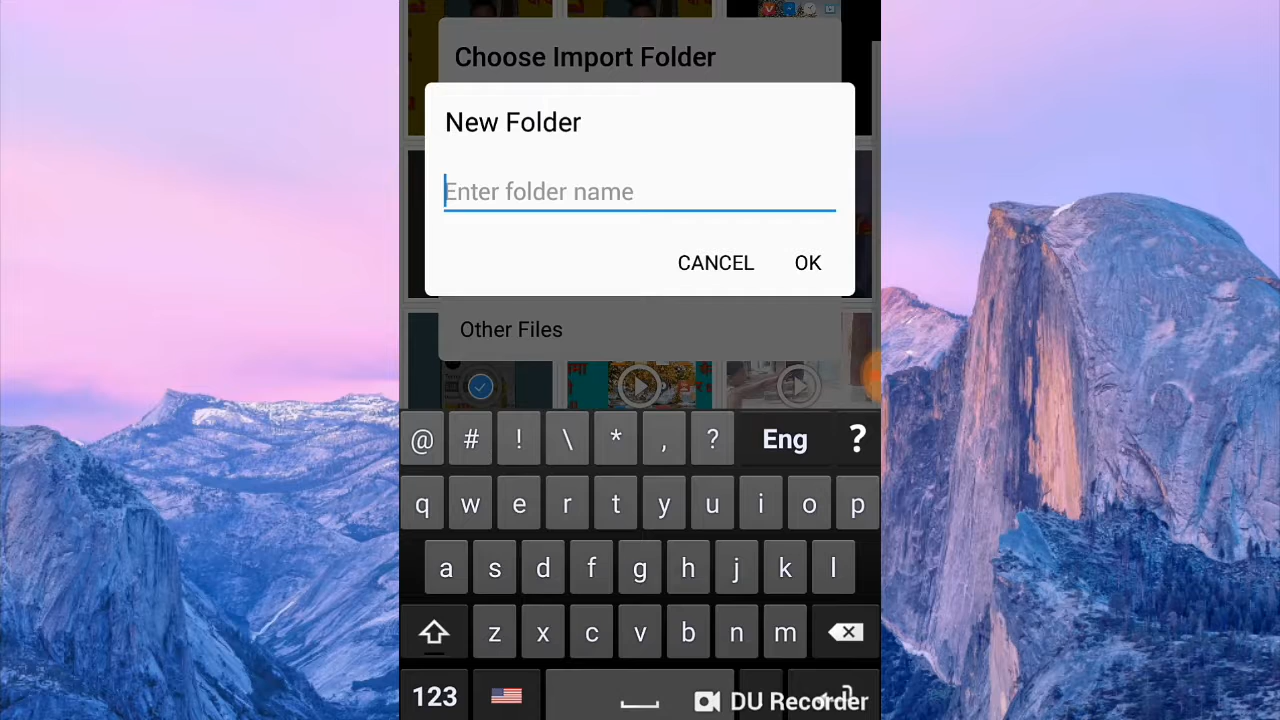 Choose Import Folder
New Folder
Enter folder name
CANCEL OK
Other Files
@ # ! \ * , ? Eng ?
q w e r t y u i o p
a s d f g h j k l
z x c v b n m
123
DU Recorder